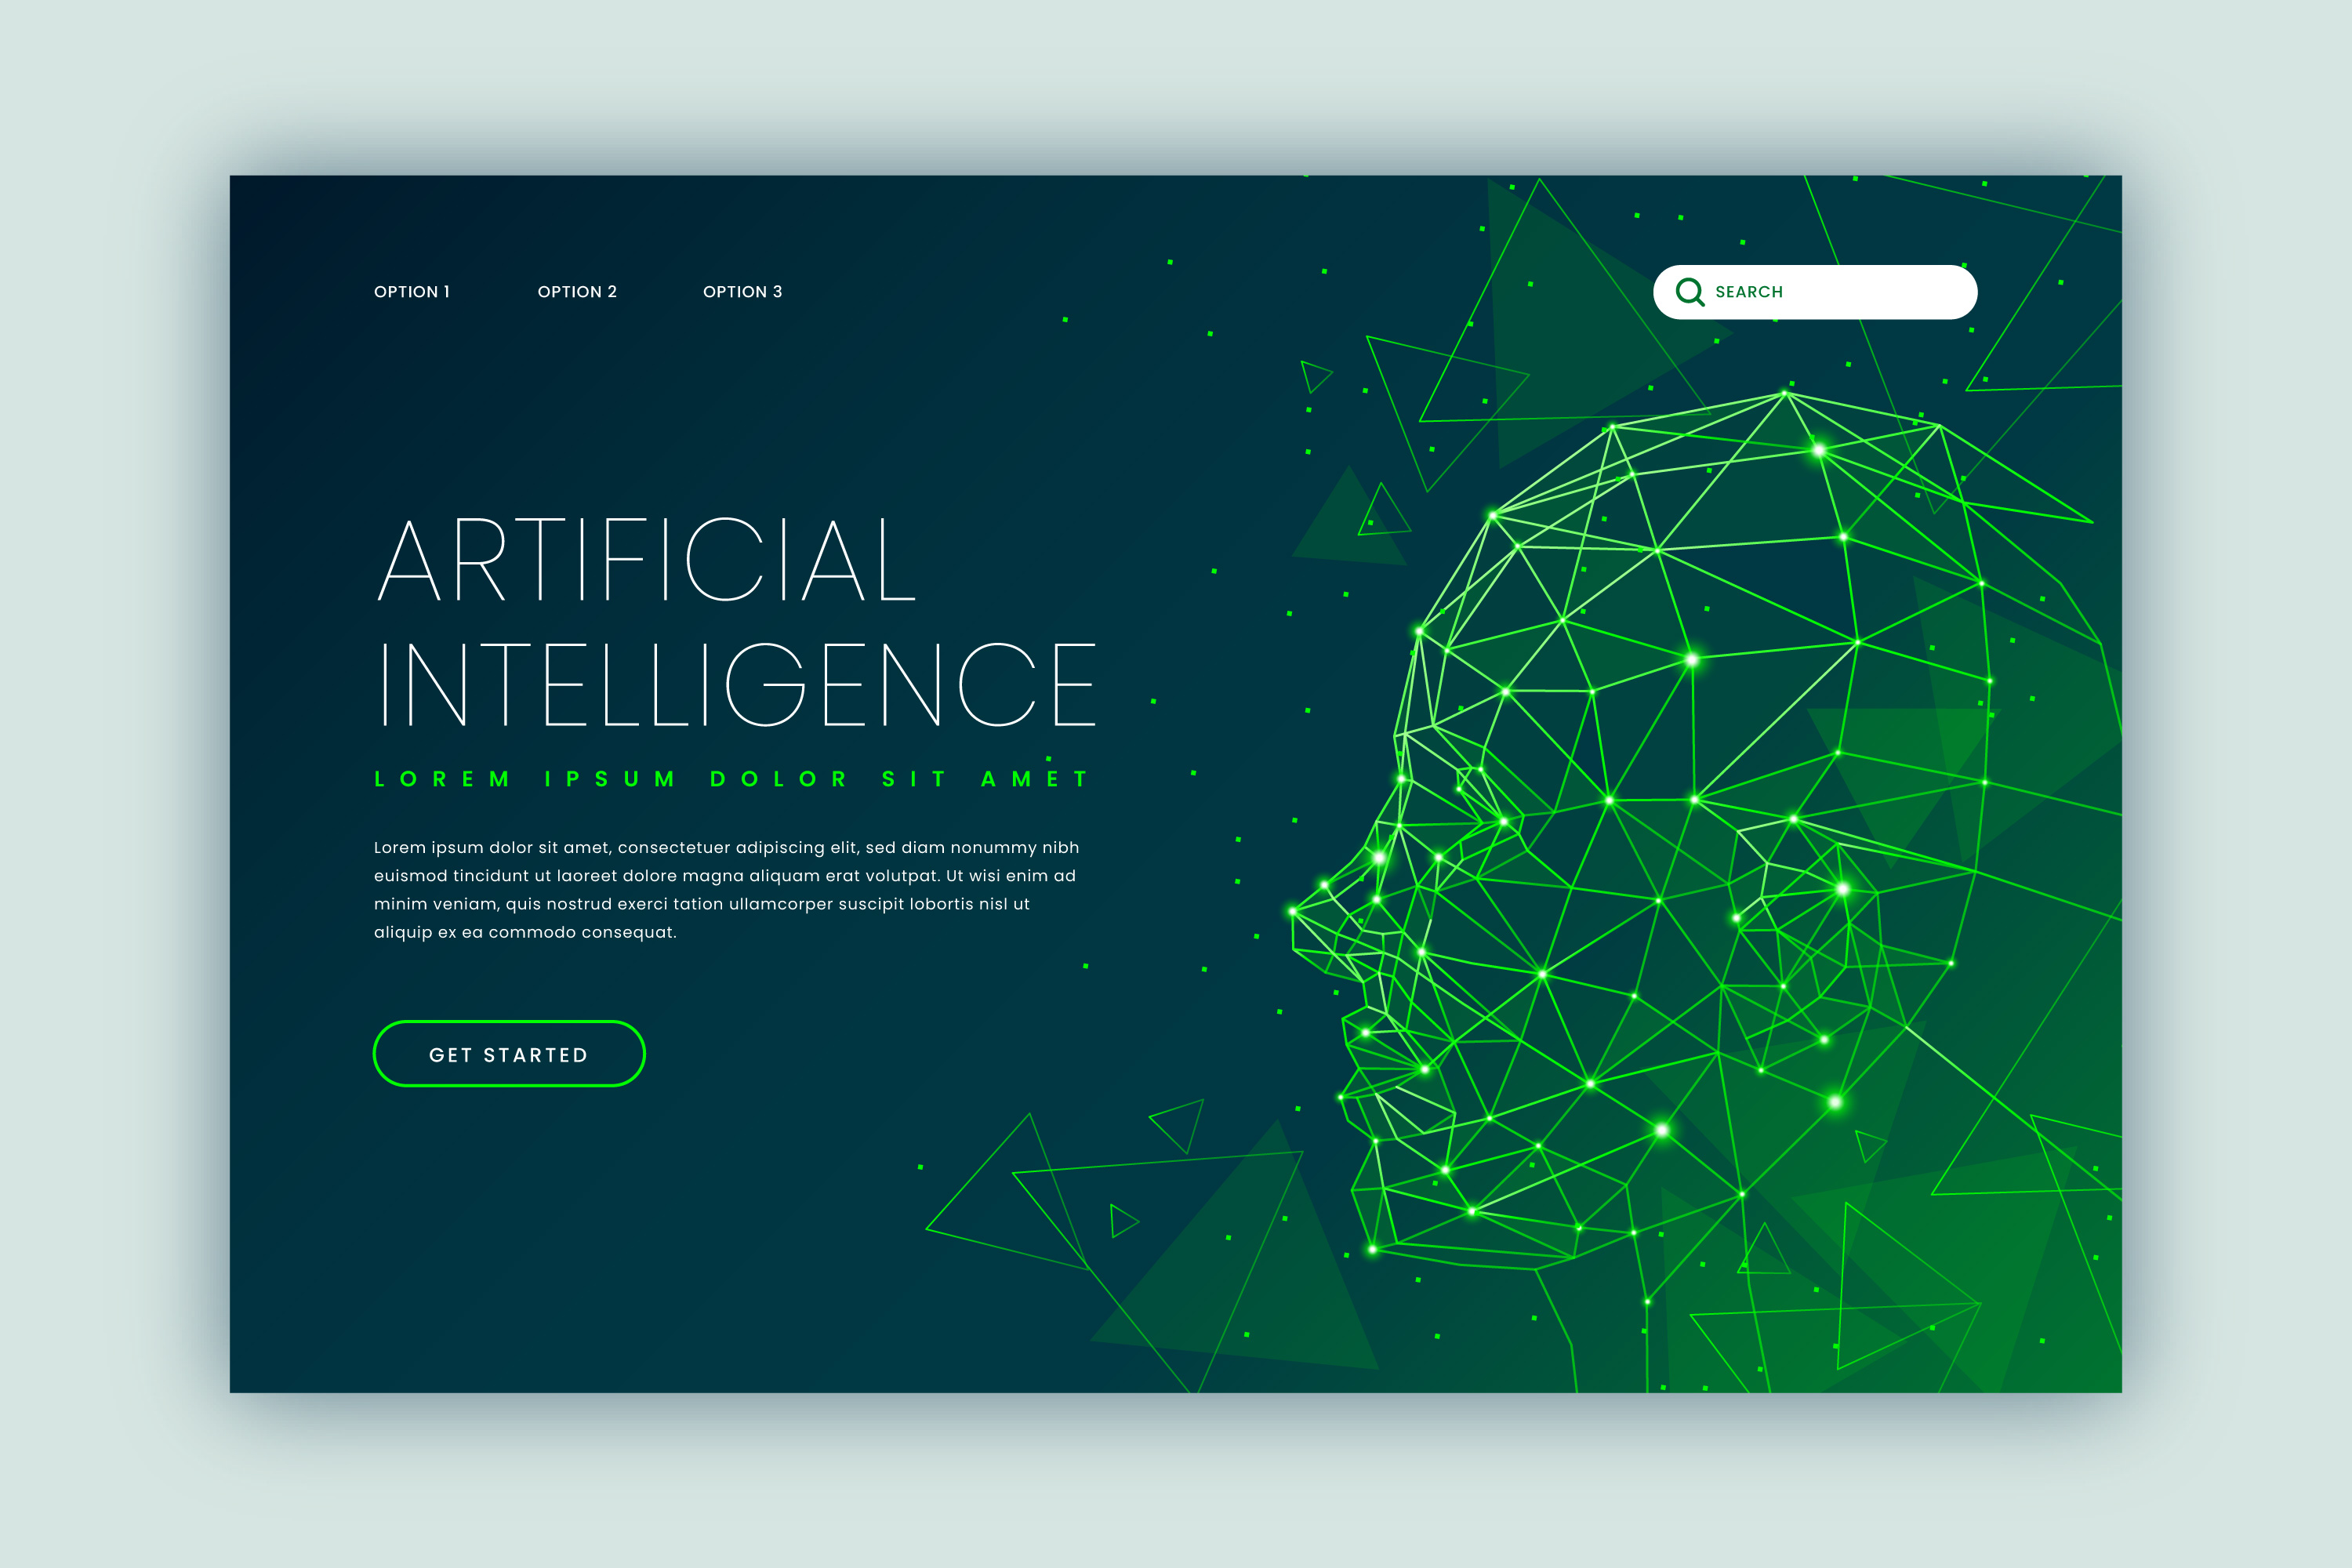 OPTION 1 OPTION 2 OPTION 3 SEARCH
ARTIFICIAL
INTELLIGENCE
LOREM IPSUM DOLOR SIT AMET
Lorem ipsum dolor sit amet, consectetuer adipiscing elit, sed diam nonummy nibh
euismod tincidunt ut laoreet dolore magna aliquam erat volutpat. Ut wisi enim ad
minim veniam, quis nostrud exerci tation ullamcorper suscipit lobortis nisl ut
aliquip ex ea commodo consequat.
GET STARTED